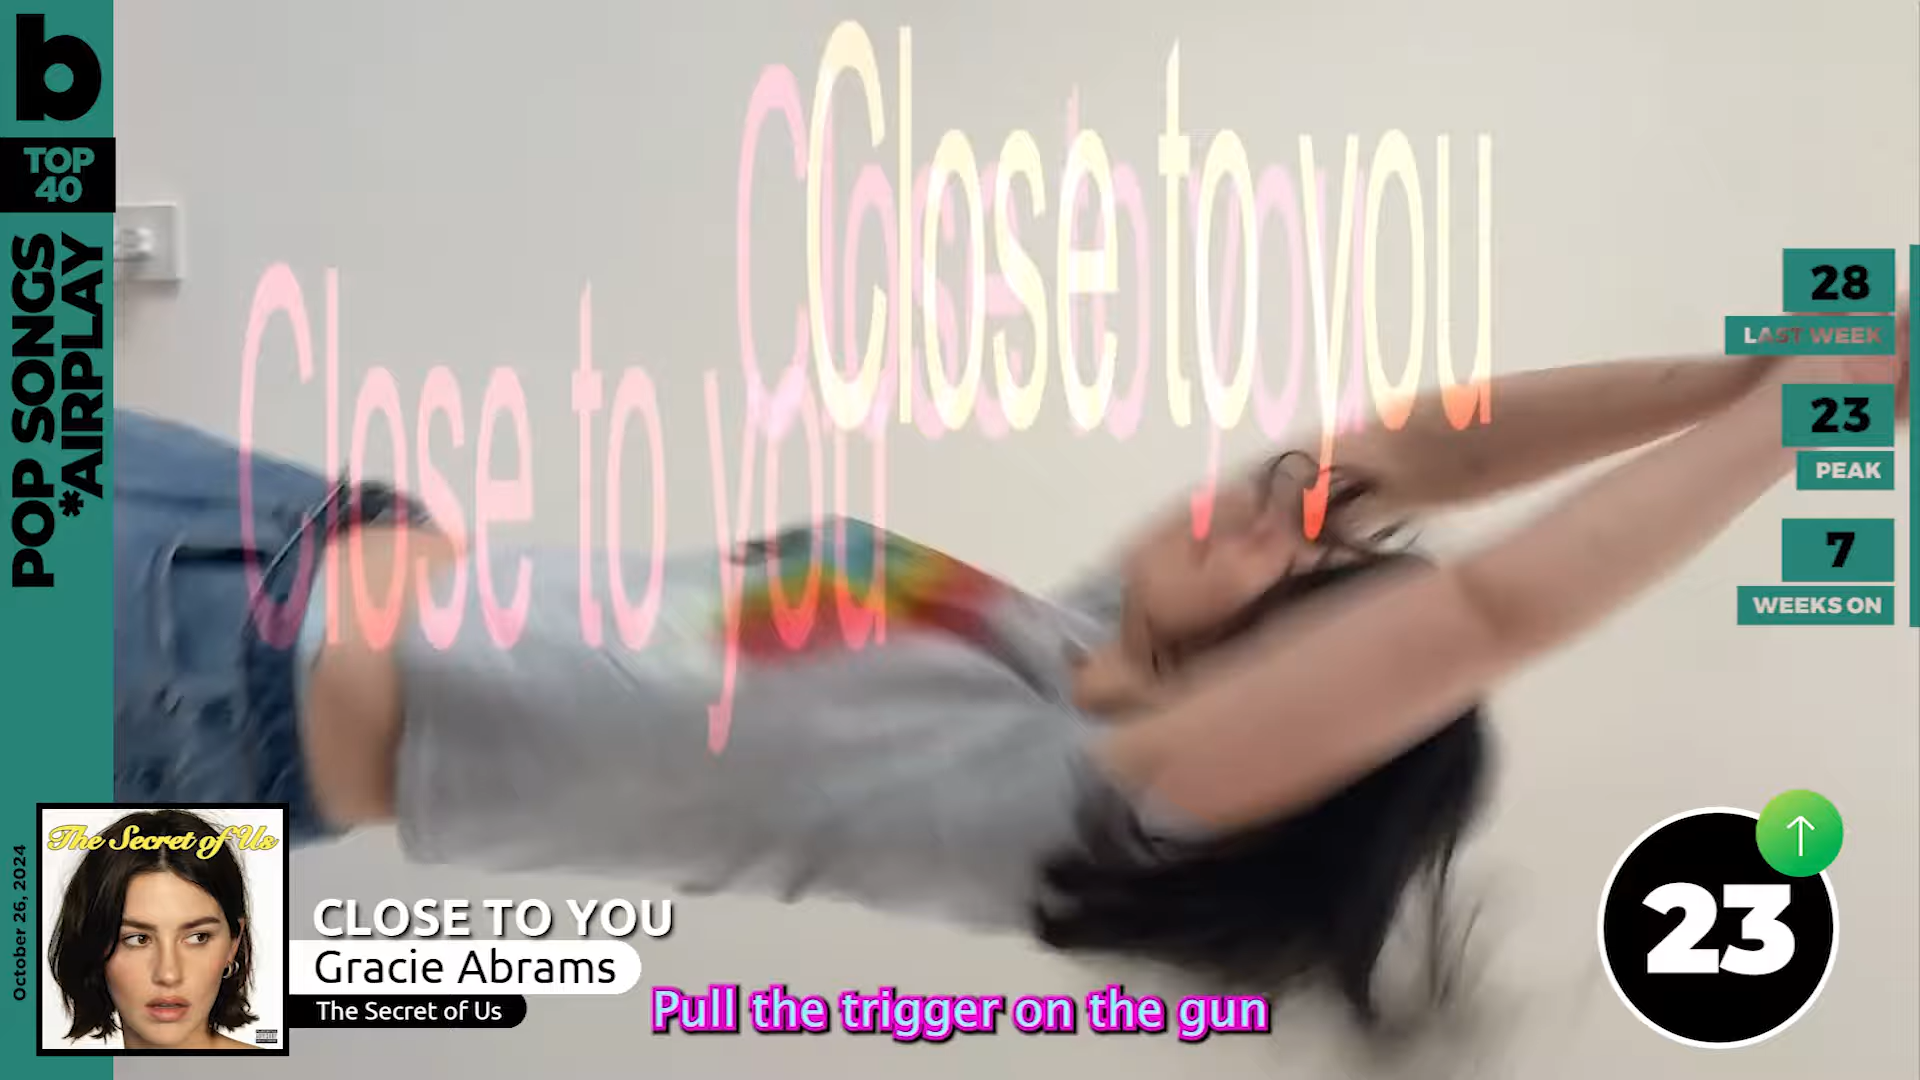 b
TOP
40
POP SONGS
*AIRPLAY
October 26, 2024
Close to you
Close to you
Close to you
28
LAST WEEK
23
PEAK
7
WEEKS ON
The Secret of Us
CLOSE TO YOU
Gracie Abrams
The Secret of Us
Pull the trigger on the gun
23